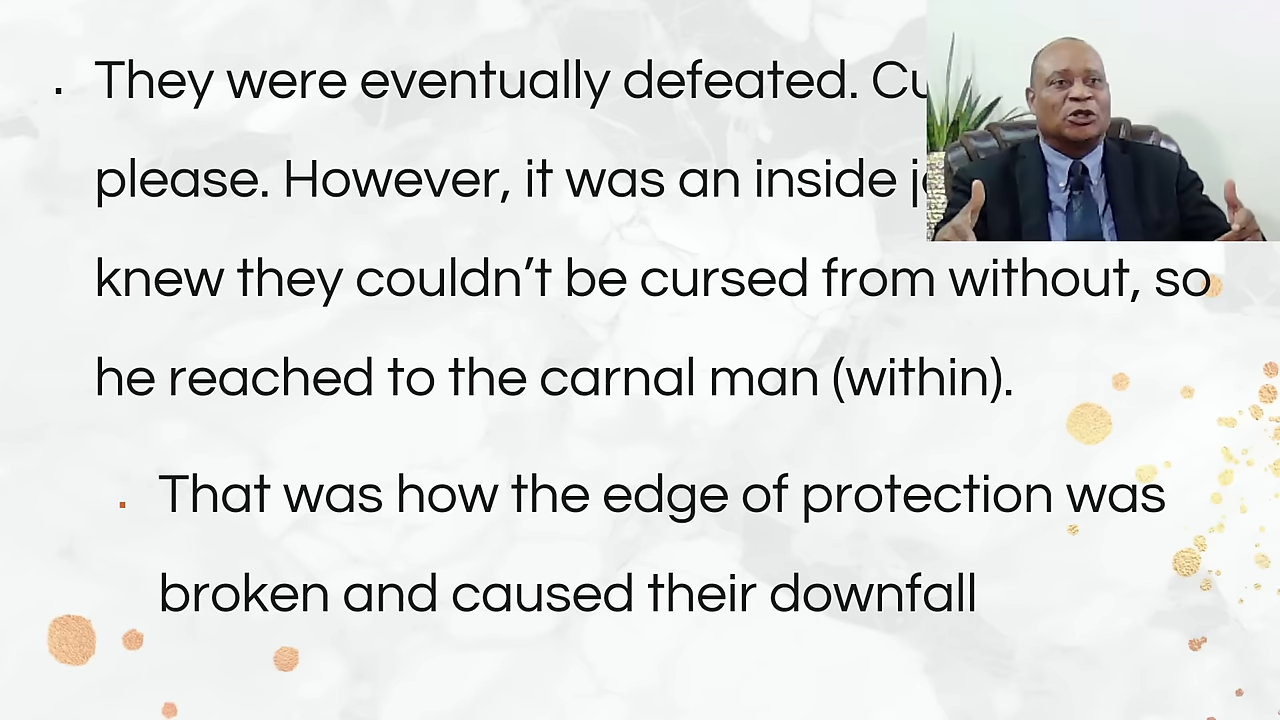 They were eventually defeated.
please. However, it was an inside
knew they couldn’t be cursed from without, so
he reached to the carnal man (within).
That was how the edge of protection was
broken and caused their downfall